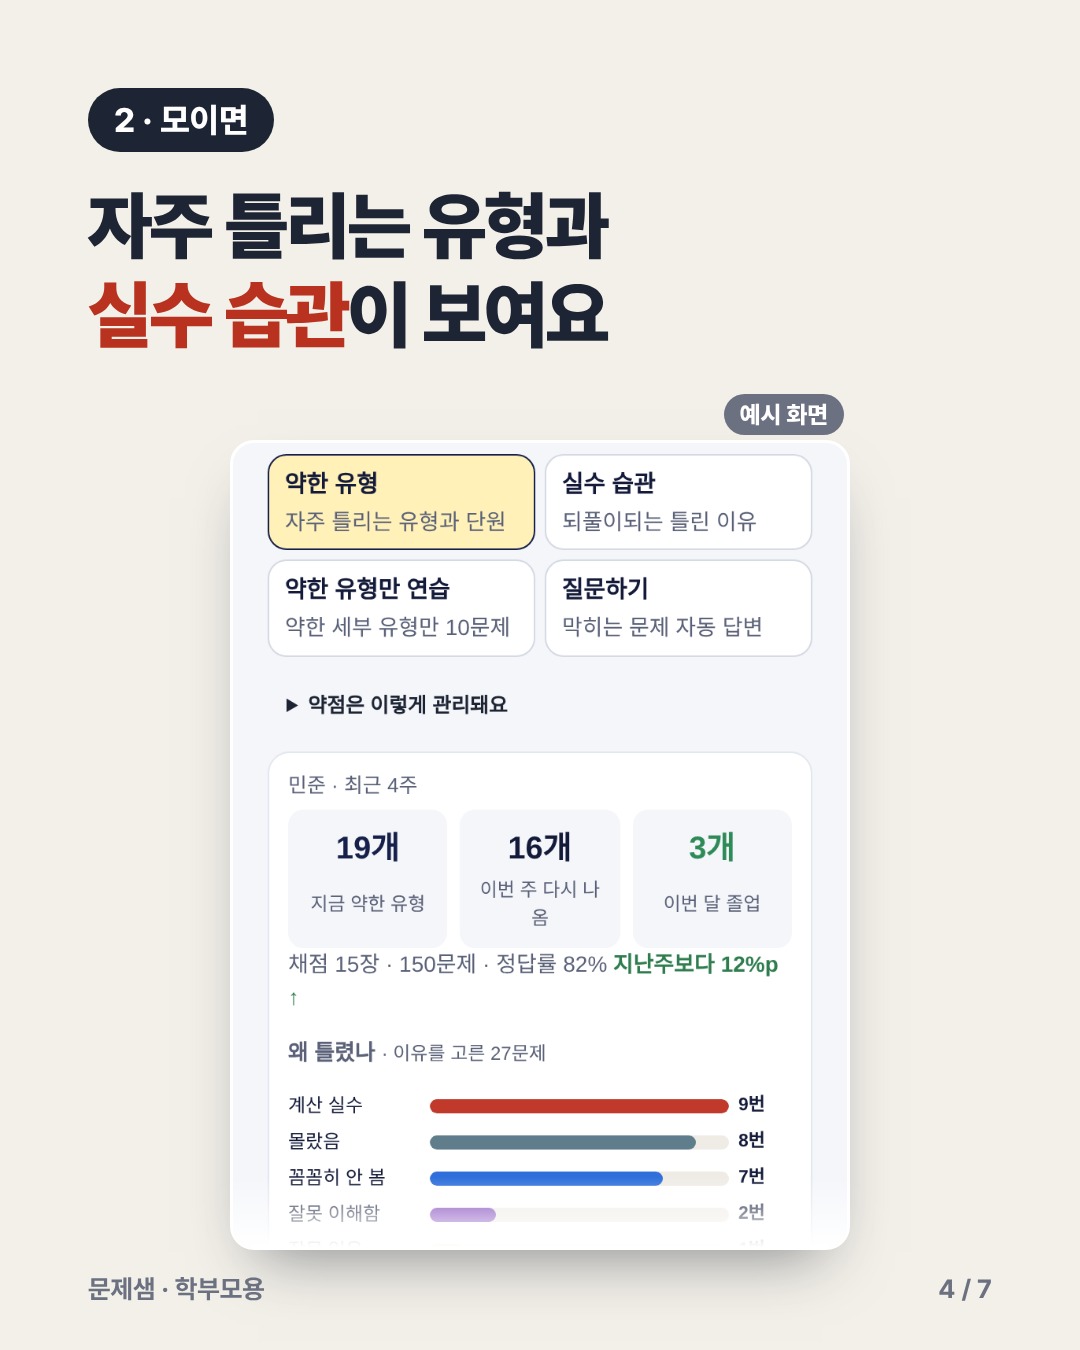 2 · 모이면
자주 틀리는 유형과
실수 습관이 보여요
예시 화면
약한 유형
자주 틀리는 유형과 단원
실수 습관
되풀이되는 틀린 이유
약한 유형만 연습
약한 세부 유형만 10문제
질문하기
막히는 문제 자동 답변
▶ 약점은 이렇게 관리돼요
민준 · 최근 4주
19개
지금 약한 유형
16개
이번 주 다시 나
옴
3개
이번 달 졸업
채점 15장 · 150문제 · 정답률 82% 지난주보다 12%p
↑
왜 틀렸나 · 이유를 고른 27문제
계산 실수 9번
몰랐음 8번
꼼꼼히 안 봄 7번
잘못 이해함 2번
문제샘 · 학부모용
4 / 7